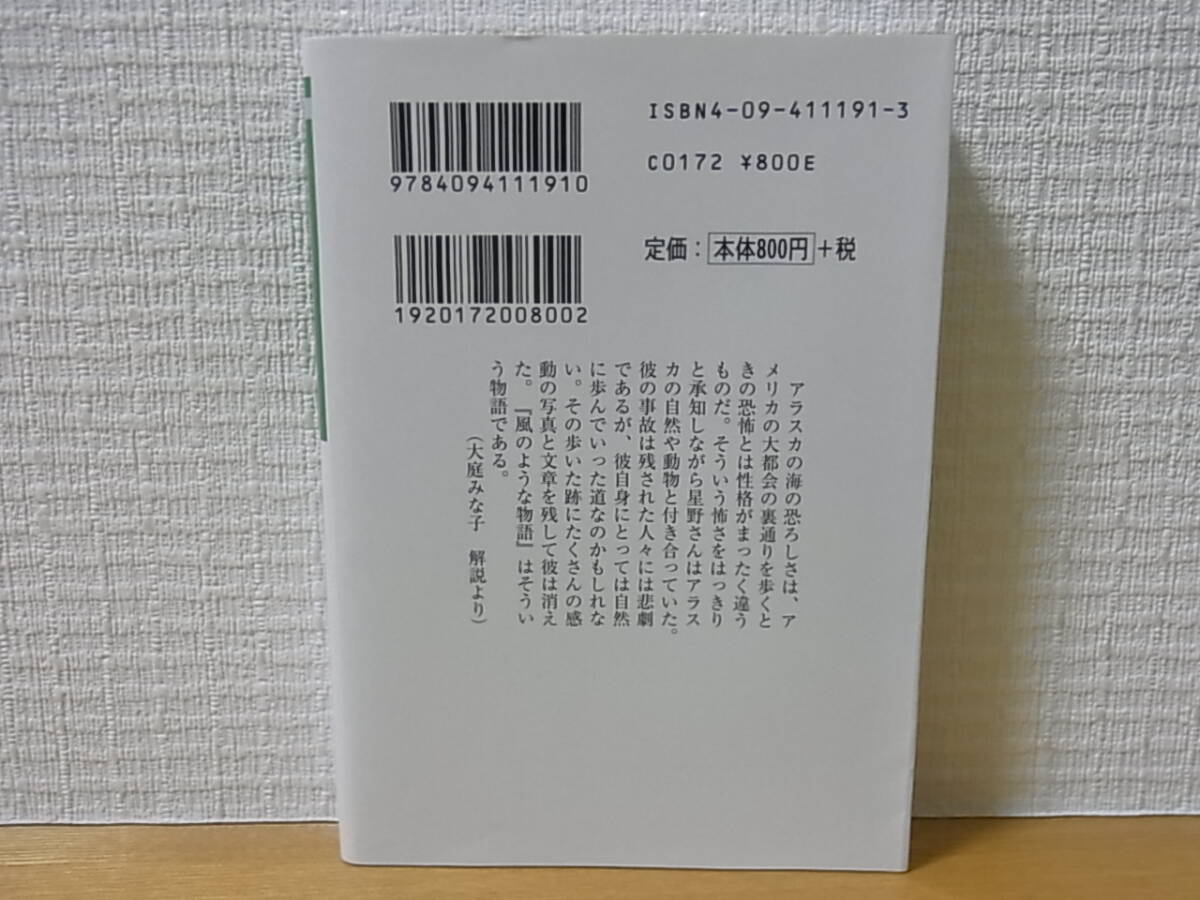 9784094111910
ISBN4-09-411191-3
C0172 ¥800E
1920172008002
定価：本体800円＋税
アラスカの海の恐ろしさは、ア
メリカの大都会の裏通りを歩くと
きの恐怖とは性格がまったく違う
ものだ。そういう怖さをはっきり
と承知しながら星野さんはアラス
カの自然や動物と付き合っていた。
彼の事故は残された人々には悲劇
であるが、彼自身にとっては自然
に歩んでいった道なのかもしれな
い。その歩いた跡にたくさんの感
動の写真と文章を残して彼は消え
た。『風のような物語』はそうい
う物語である。
（大庭みな子　解説より）